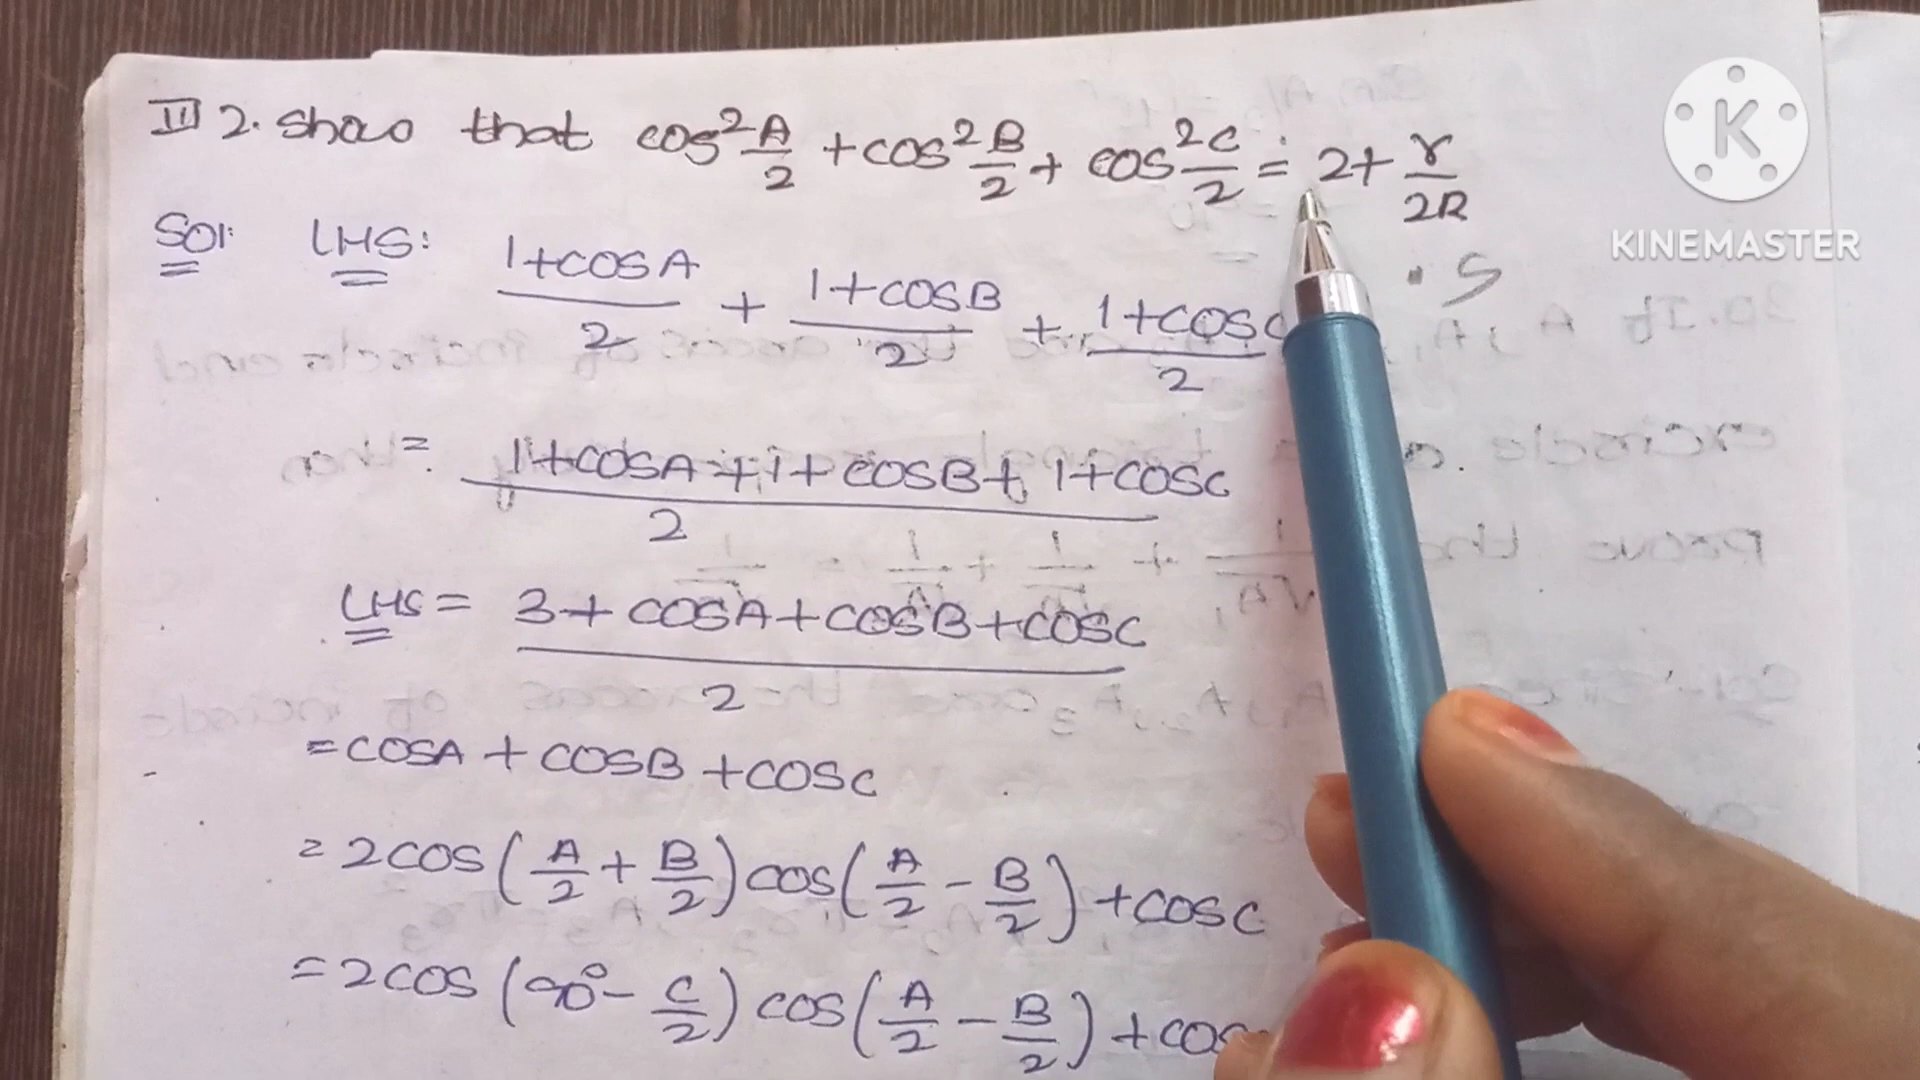 III 2. show that cos²A/2 + cos²B/2 + cos²C/2 = 2 + r/2R
Sol: LHS: 1+cosA/2 + 1+cosB/2 + 1+cosC/2
= 1+cosA+1+cosB+1+cosC/2
LHS = 3+cosA+cosB+cosC/2
= cosA + cosB + cosC
= 2cos(A/2 + B/2) cos(A/2 - B/2) + cosC
= 2cos(90° - C/2) cos(A/2 - B/2) + cos
K
KINEMASTER